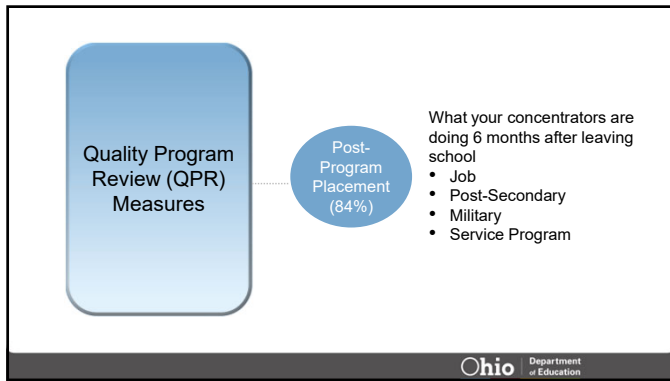 Quality Program
Review (QPR)
Measures
Post-
Program
Placement
(84%)
What your concentrators are
doing 6 months after leaving
school
• Job
• Post-Secondary
• Military
• Service Program
Ohio | Department
of Education